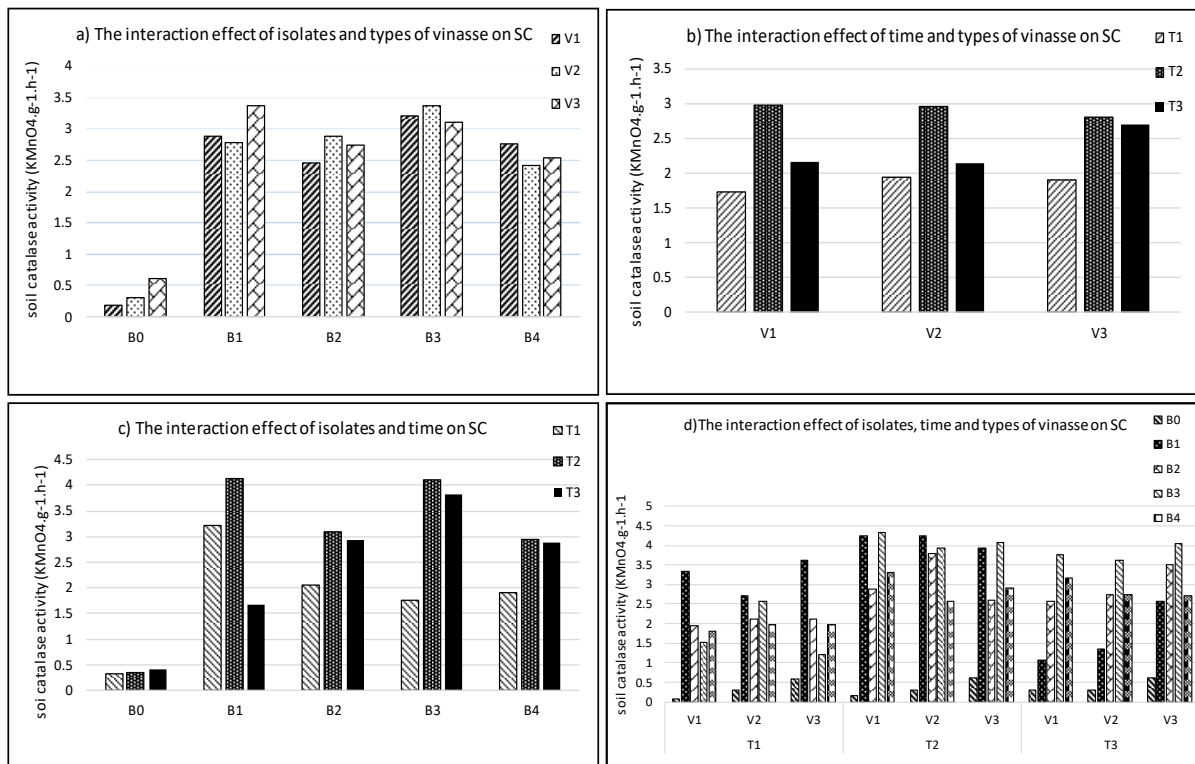 a) The interaction effect of isolates and types of vinasse on SC
V1
V2
V3
soil catalase activity (KMnO4.g-1.h-1)
4
3.5
3
2.5
2
1.5
1
0.5
0
B0 B1 B2 B3 B4
b) The interaction effect of time and types of vinasse on SC
T1
T2
T3
soil catalase activity (KMnO4.g-1.h-1)
3.5
3
2.5
2
1.5
1
0.5
0
V1 V2 V3
c) The interaction effect of isolates and time on SC
T1
T2
T3
soil catalase activity (KMnO4.g-1.h-1)
4.5
4
3.5
3
2.5
2
1.5
1
0.5
0
B0 B1 B2 B3 B4
d)The interaction effect of isolates, time and types of vinasse on SC
B0
B1
B2
B3
B4
soil catalase activity (KMnO4.g-1.h-1
5
4.5
4
3.5
3
2.5
2
1.5
1
0.5
0
V1 V2 V3 V1 V2 V3 V1 V2 V3
T1 T2 T3